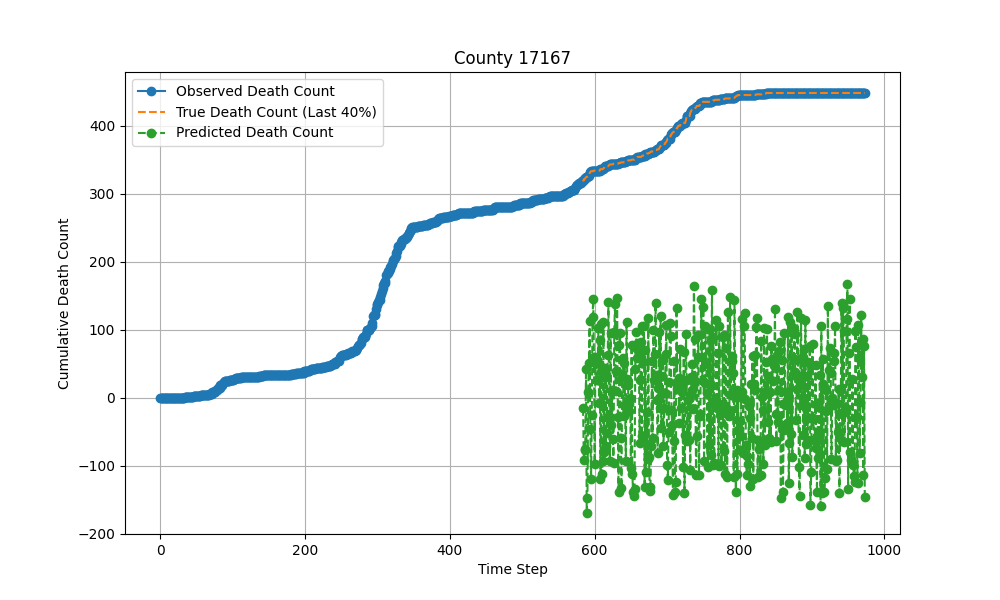 County 17167
Observed Death Count
True Death Count (Last 40%)
Predicted Death Count
Cumulative Death Count
400
300
200
100
0
−100
−200
0 200 400 600 800 1000
Time Step